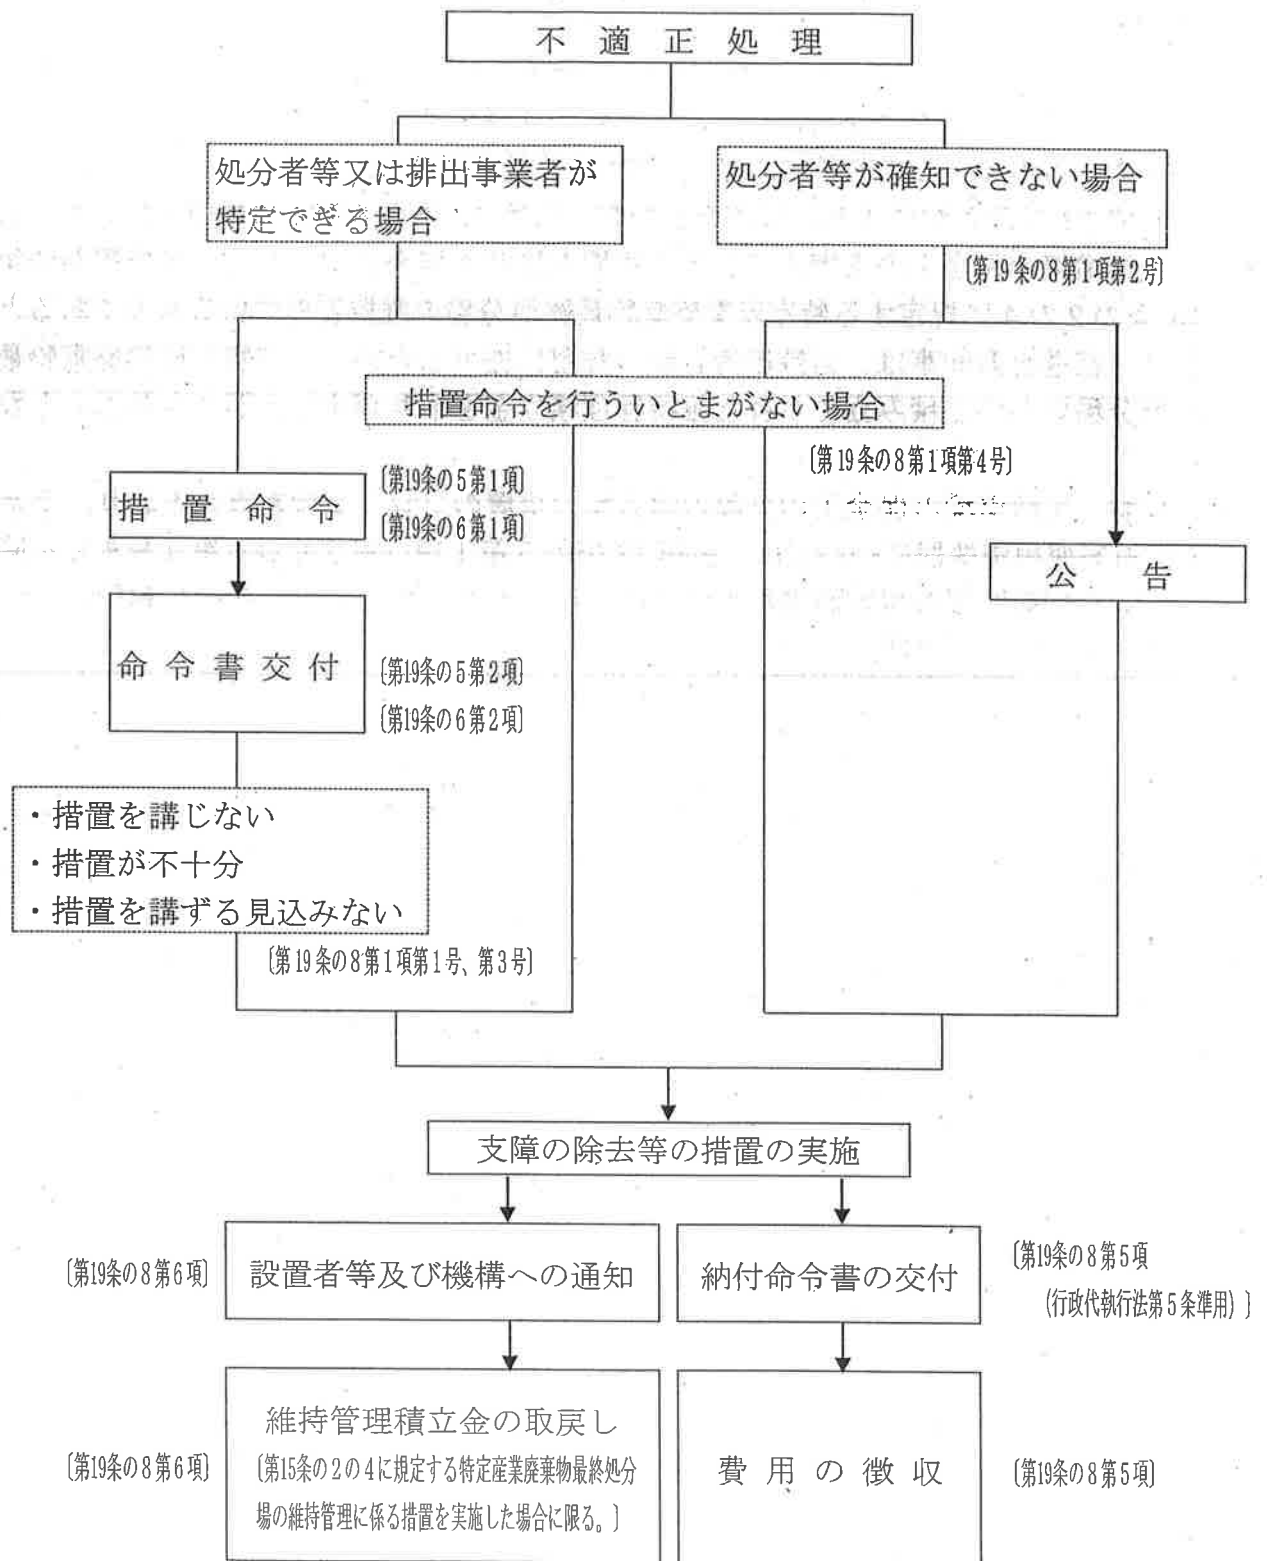 不適正処理
処分者等又は排出事業者が
特定できる場合
処分者等が確知できない場合
〔第19条の8第1項第2号〕
措置命令を行ういとまがない場合
〔第19条の8第1項第4号〕
措置命令
〔第19条の5第1項〕
〔第19条の6第1項〕
公告
命令書交付
〔第19条の5第2項〕
〔第19条の6第2項〕
・措置を講じない
・措置が不十分
・措置を講ずる見込みない
〔第19条の8第1項第1号、第3号〕
支障の除去等の措置の実施
〔第19条の8第6項〕
設置者等及び機構への通知
納付命令書の交付
〔第19条の8第5項
(行政代執行法第5条準用)〕
〔第19条の8第6項〕
維持管理積立金の取戻し
〔第15条の2の4に規定する特定産業廃棄物最終処分
場の維持管理に係る措置を実施した場合に限る。〕
費用の徴収
〔第19条の8第5項〕